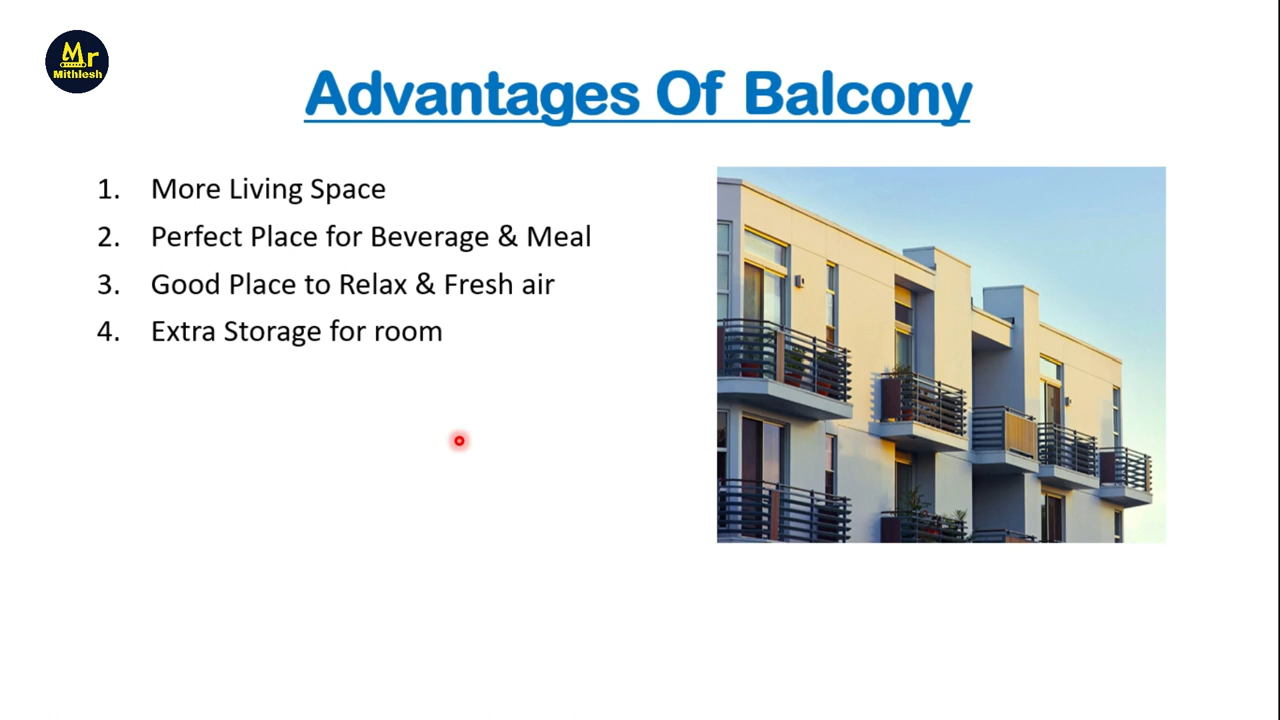 Mr
Mithlesh
Advantages Of Balcony
1. More Living Space
2. Perfect Place for Beverage & Meal
3. Good Place to Relax & Fresh air
4. Extra Storage for room